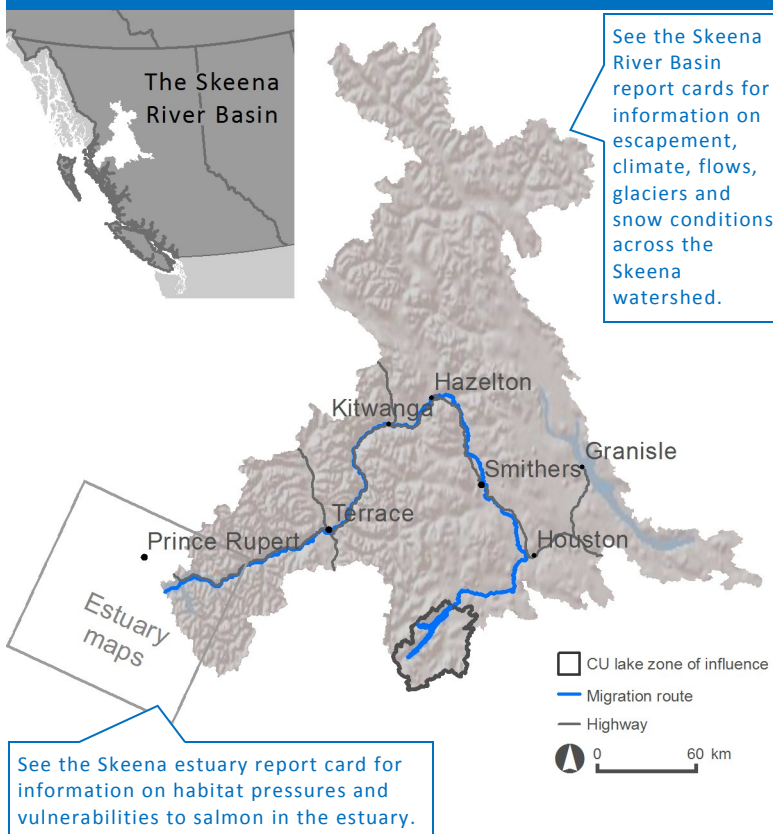 The Skeena
River Basin
See the Skeena
River Basin
report cards for
information on
escapement,
climate, flows,
glaciers and
snow conditions
across the
Skeena
watershed.
Hazelton
Kitwanga
Granisle
Smithers
Terrace
Houston
Prince Rupert
Estuary
maps
CU lake zone of influence
Migration route
Highway
0 60 km
See the Skeena estuary report card for
information on habitat pressures and
vulnerabilities to salmon in the estuary.